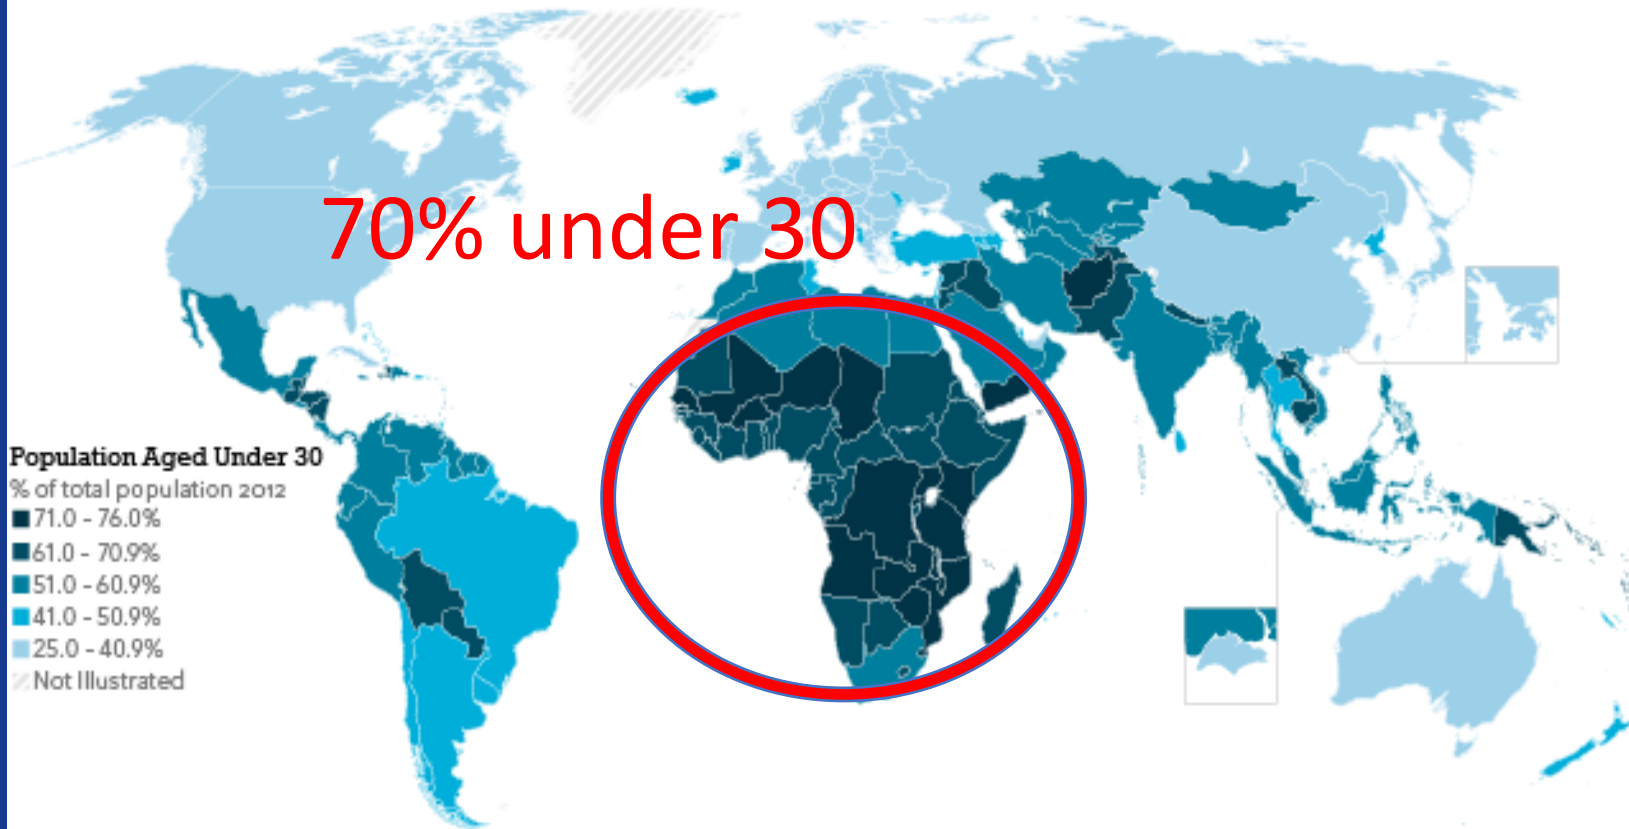 70% under 30
Population Aged Under 30
% of total population 2012
71.0 - 76.0%
61.0 - 70.9%
51.0 - 60.9%
41.0 - 50.9%
25.0 - 40.9%
Not Illustrated